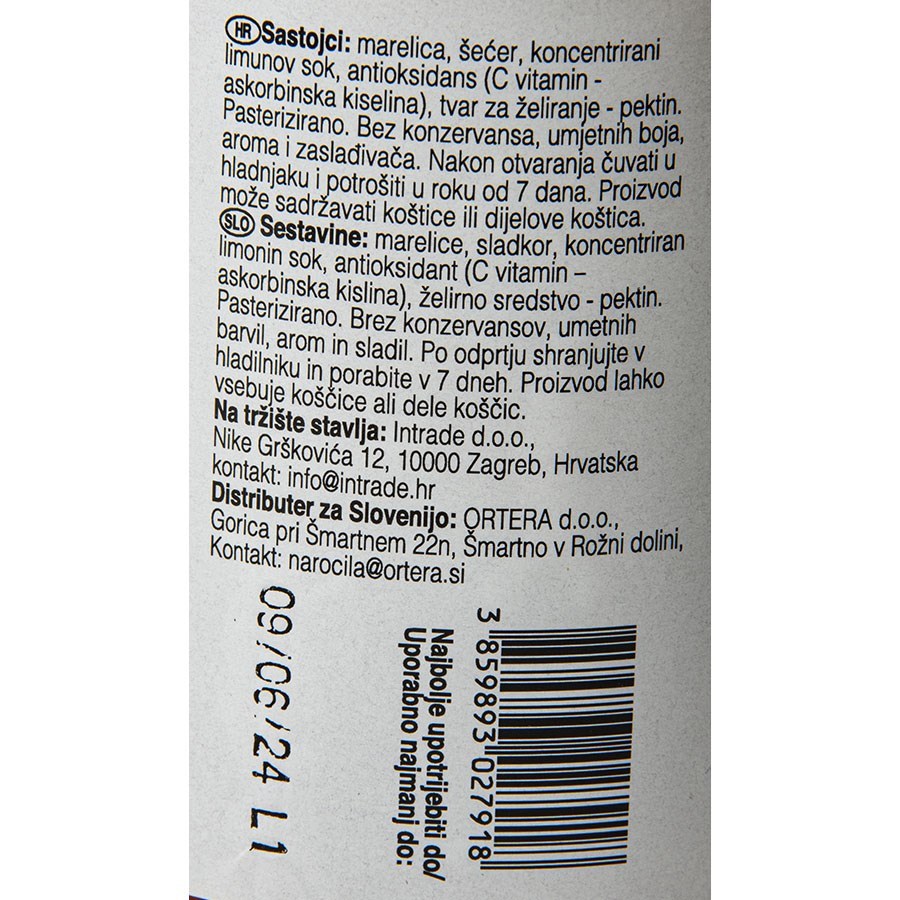 HR Sastojci: marelica, šećer, koncentrirani
limunov sok, antioksidans (C vitamin -
askorbinska kiselina), tvar za želiranje - pektin.
Pasterizirano. Bez konzervansa, umjetnih boja,
aroma i zaslađivača. Nakon otvaranja čuvati u
hladnjaku i potrošiti u roku od 7 dana. Proizvod
može sadržavati koštice ili dijelove koštica.
SLO Sestavine: marelice, sladkor, koncentriran
limonin sok, antioksidant (C vitamin –
askorbinska kislina), želirno sredstvo - pektin.
Pasterizirano. Brez konzervansov, umetnih
barvil, arom in sladil. Po odprtju shranjujte v
hladilniku in porabite v 7 dneh. Proizvod lahko
vsebuje koščice ali dele koščic.
Na tržište stavlja: Intrade d.o.o.,
Nike Grškovića 12, 10000 Zagreb, Hrvatska
kontakt: info@intrade.hr
Distributer za Slovenijo: ORTERA d.o.o.,
Gorica pri Šmartnem 22n, Šmartno v Rožni dolini,
Kontakt: narocila@ortera.si
3 859893 027918
Najbolje upotrijebiti do/
Uporabno najmanj do:
09/06/24 L1